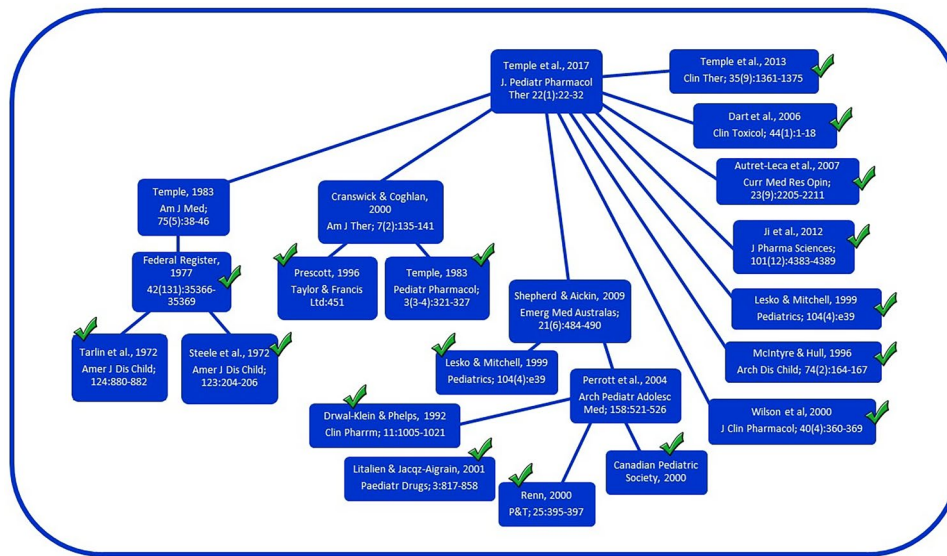 Temple et al., 2017
J. Pediatr Pharmacol
Ther 22(1):22-32
Temple et al., 2013
Clin Ther; 35(9):1361-1375
Dart et al., 2006
Clin Toxicol; 44(1):1-18
Autret-Leca et al., 2007
Curr Med Res Opin;
23(9):2205-2211
Ji et al., 2012
J Pharma Sciences;
101(12):4383-4389
Lesko & Mitchell, 1999
Pediatrics; 104(4):e39
McIntyre & Hull, 1996
Arch Dis Child; 74(2):164-167
Wilson et al, 2000
J Clin Pharmacol; 40(4):360-369
Temple, 1983
Am J Med;
75(5):38-46
Federal Register,
1977
42(131):35366-
35369
Tarlin et al., 1972
Amer J Dis Child;
124:880-882
Steele et al., 1972
Amer J Dis Child;
123:204-206
Cranswick & Coghlan,
2000
Am J Ther; 7(2):135-141
Prescott, 1996
Taylor & Francis
Ltd:451
Temple, 1983
Pediatr Pharmacol;
3(3-4):321-327
Shepherd & Aickin, 2009
Emerg Med Australas;
21(6):484-490
Lesko & Mitchell, 1999
Pediatrics; 104(4):e39
Perrott et al., 2004
Arch Pediatr Adolesc
Med; 158:521-526
Drwal-Klein & Phelps, 1992
Clin Pharrm; 11:1005-1021
Litalien & Jacqz-Aigrain, 2001
Paediatr Drugs; 3:817-858
Renn, 2000
P&T; 25:395-397
Canadian Pediatric
Society, 2000